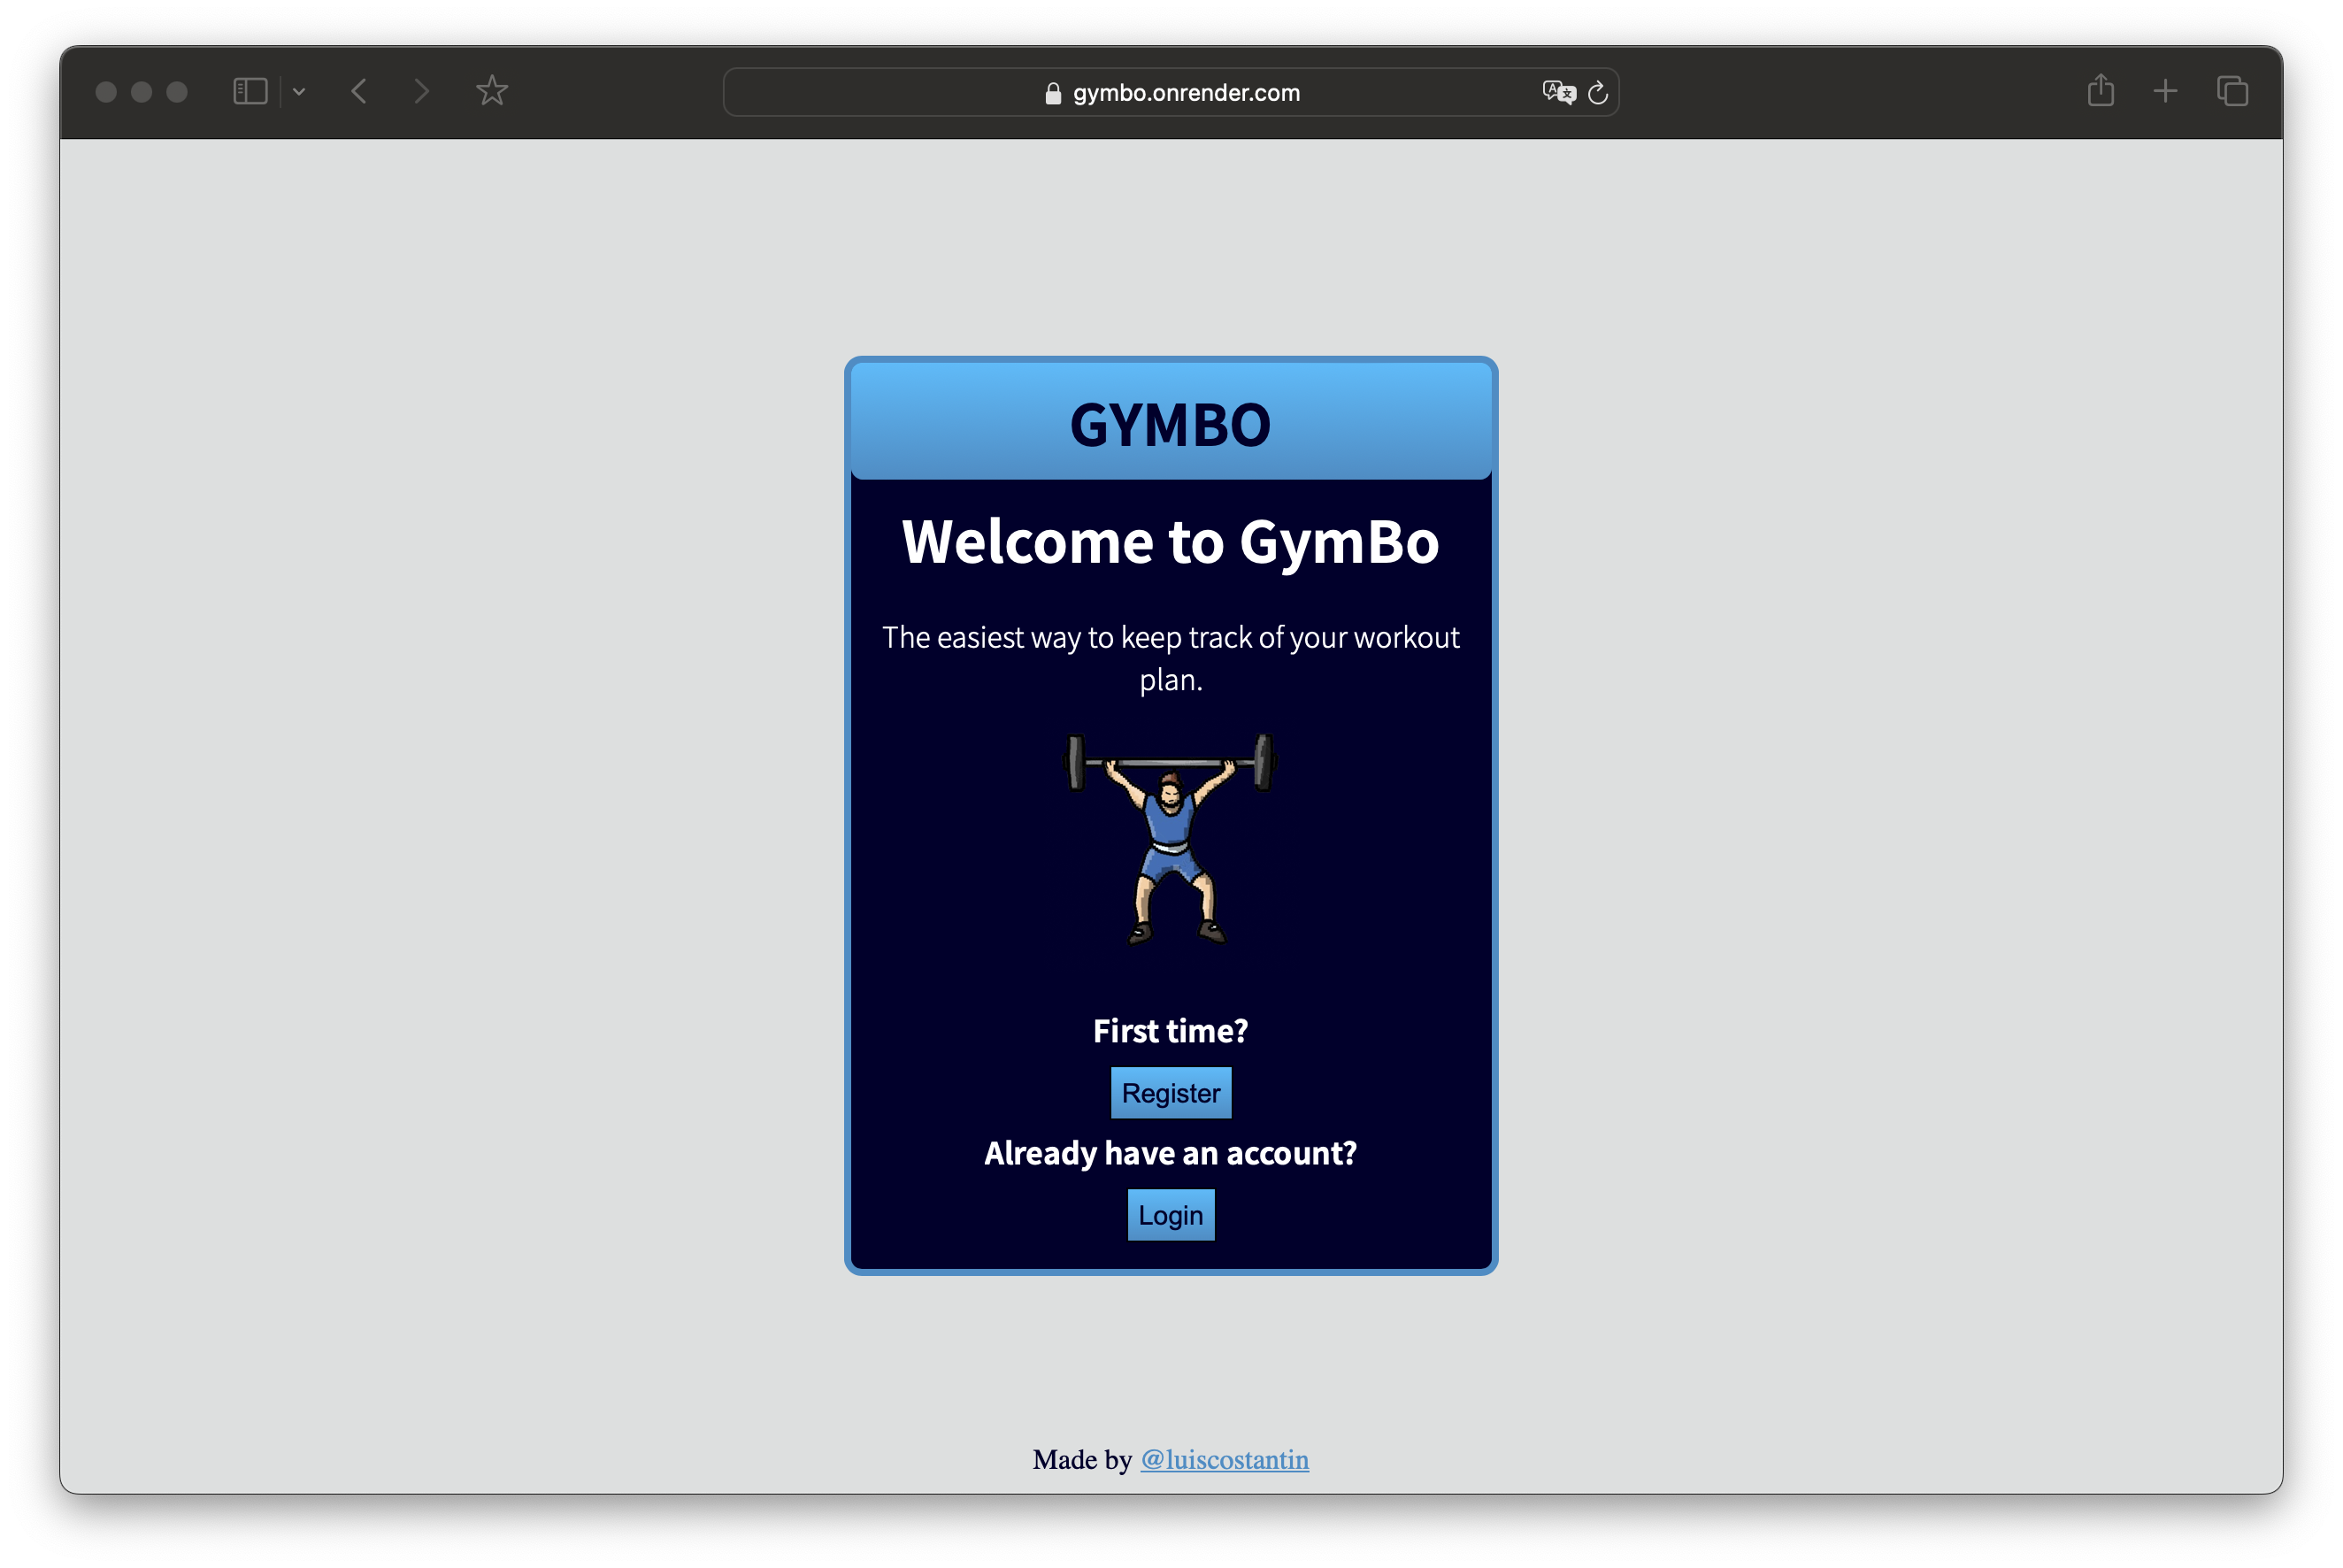 gymbo.onrender.com
GYMBO
Welcome to GymBo
The easiest way to keep track of your workout
plan.
First time?
Register
Already have an account?
Login
Made by @luiscostantin